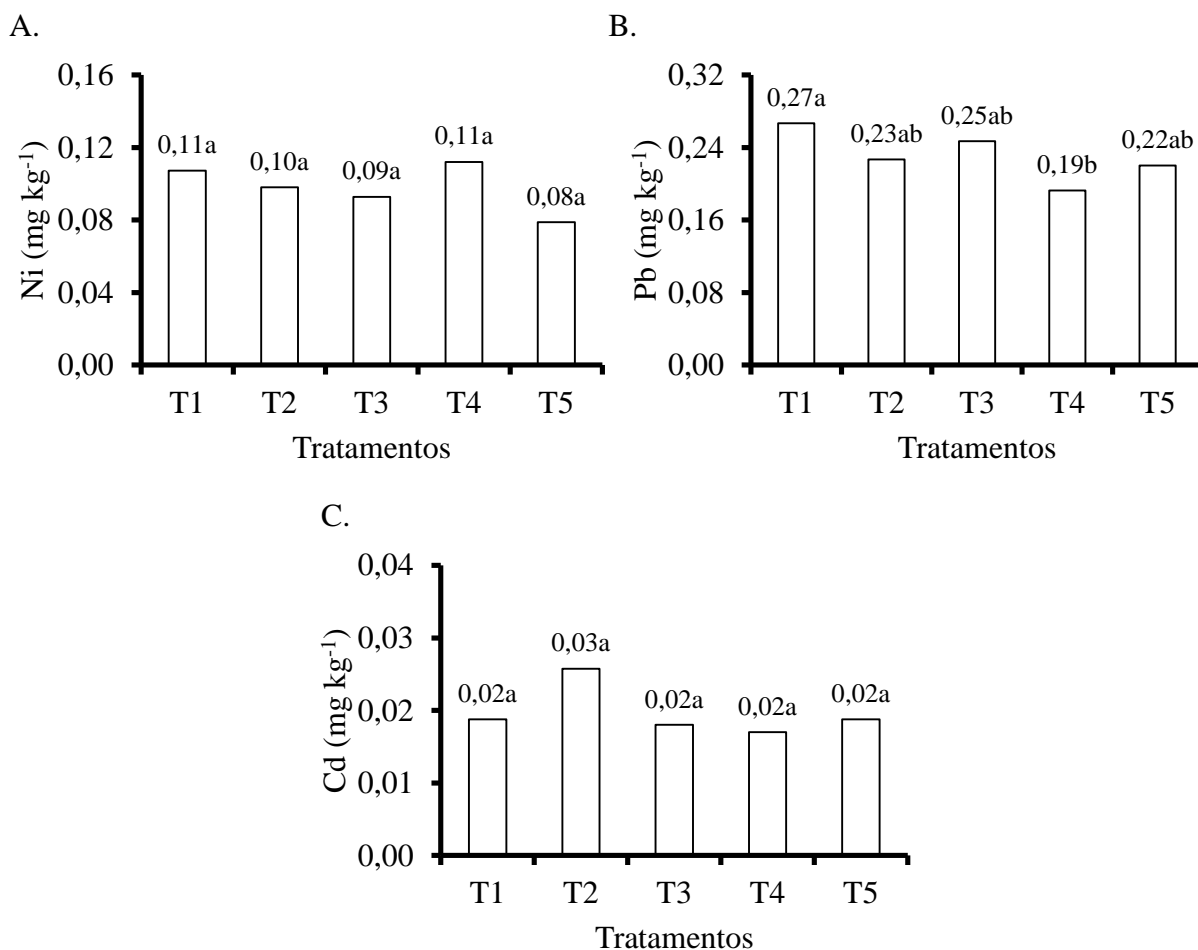 A.
0,16
0,12
0,08
0,04
0,00
Ni (mg kg-1)
0,11a
0,10a
0,09a
0,11a
0,08a
T1 T2 T3 T4 T5
Tratamentos
B.
0,32
0,24
0,16
0,08
0,00
Pb (mg kg-1)
0,27a
0,23ab
0,25ab
0,19b
0,22ab
T1 T2 T3 T4 T5
Tratamentos
C.
0,04
0,03
0,02
0,01
0,00
Cd (mg kg-1)
0,02a
0,03a
0,02a
0,02a
0,02a
T1 T2 T3 T4 T5
Tratamentos